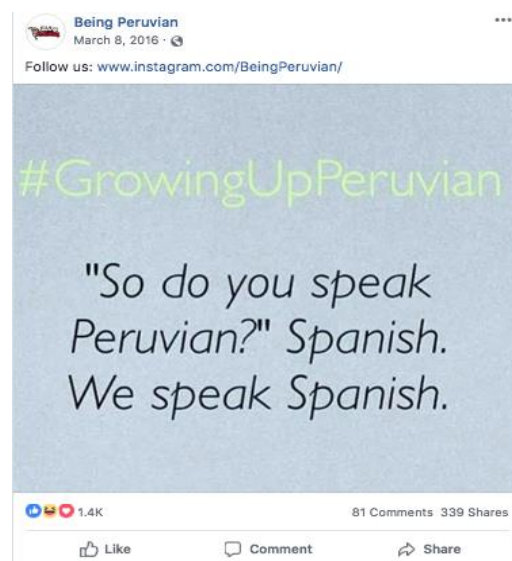 Being Peruvian
March 8, 2016 ·
Follow us: www.instagram.com/BeingPeruvian/
#GrowingUpPeruvian
"So do you speak
Peruvian?" Spanish.
We speak Spanish.
1.4K
81 Comments 339 Shares
Like Comment Share